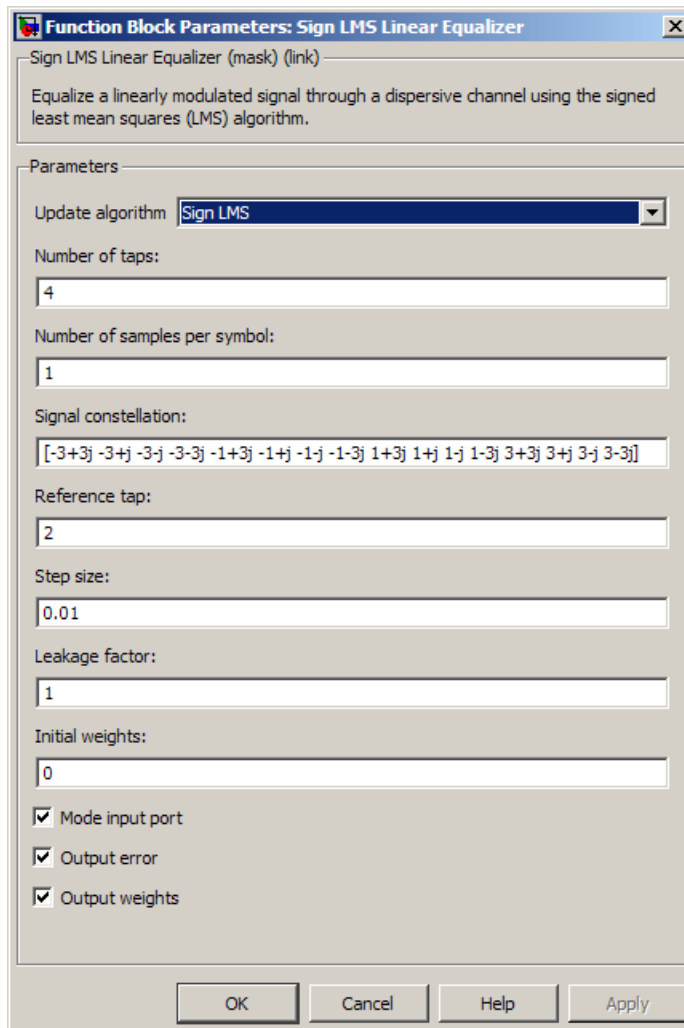 Function Block Parameters: Sign LMS Linear Equalizer
Sign LMS Linear Equalizer (mask) (link)
Equalize a linearly modulated signal through a dispersive channel using the signed
least mean squares (LMS) algorithm.
Parameters
Update algorithm Sign LMS
Number of taps:
4
Number of samples per symbol:
1
Signal constellation:
[-3+3j -3+j -3-j -3-3j -1+3j -1+j -1-j -1-3j 1+3j 1+j 1-j 1-3j 3+3j 3+j 3-j 3-3j]
Reference tap:
2
Step size:
0.01
Leakage factor:
1
Initial weights:
0
Mode input port
Output error
Output weights
OK Cancel Help Apply